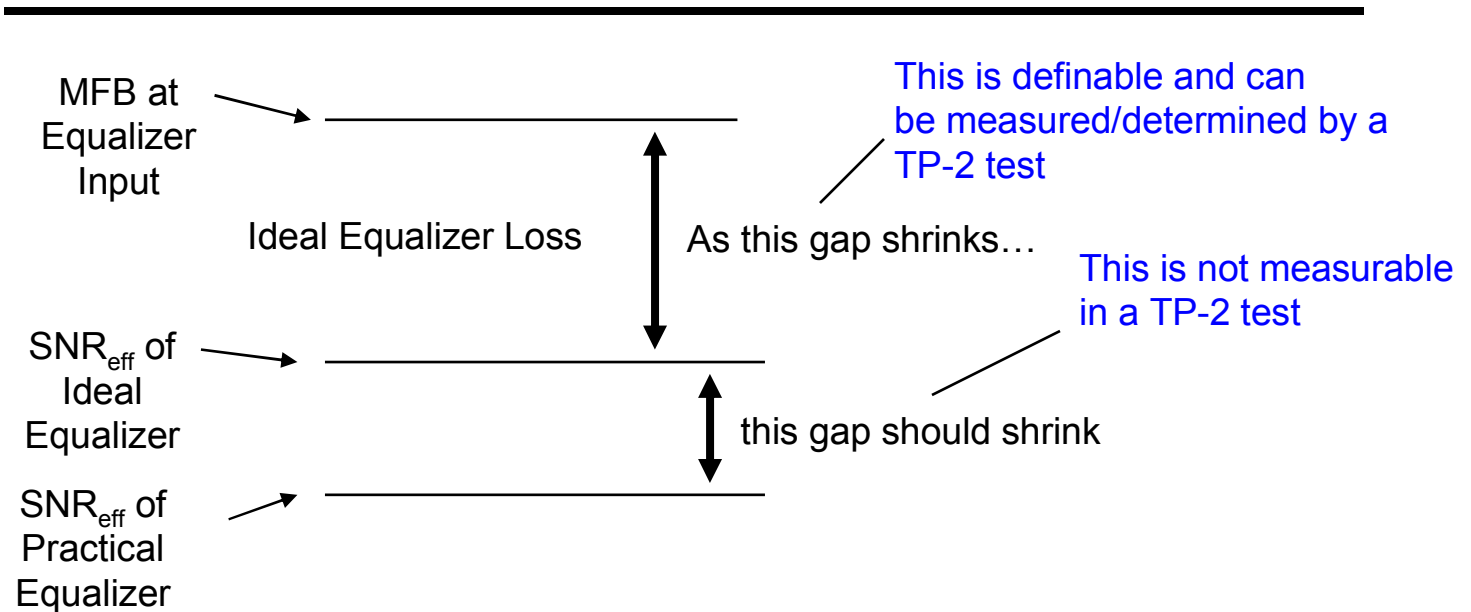 MFB at
Equalizer
Input
This is definable and can
be measured/determined by a
TP-2 test
Ideal Equalizer Loss
As this gap shrinks…
This is not measurable
in a TP-2 test
SNReff of
Ideal
Equalizer
this gap should shrink
SNReff of
Practical
Equalizer